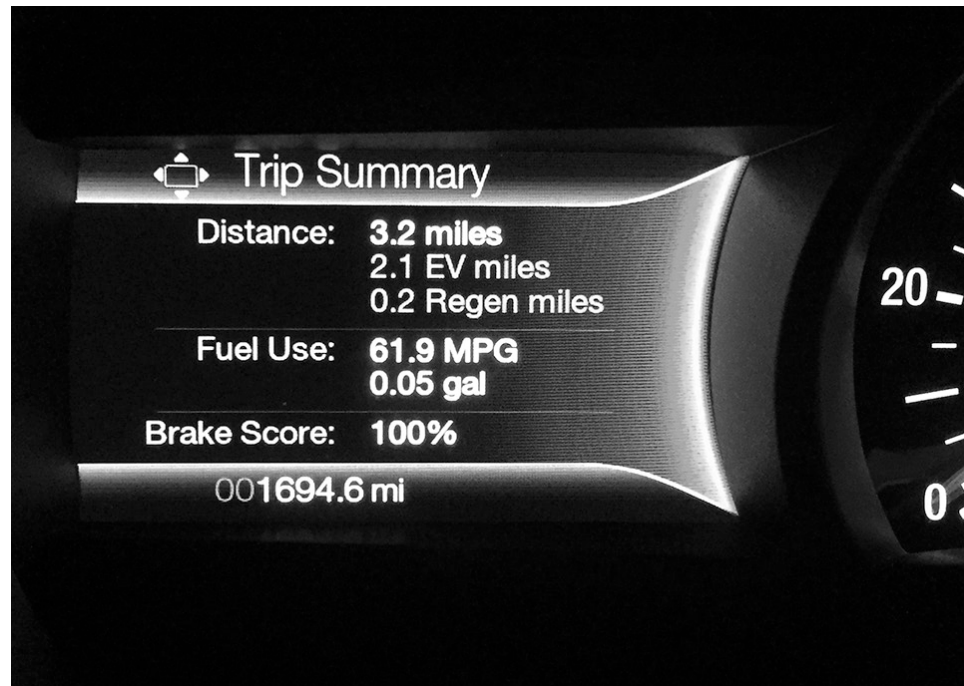 Trip Summary
Distance: 3.2 miles
2.1 EV miles
0.2 Regen miles
Fuel Use: 61.9 MPG
0.05 gal
Brake Score: 100%
001694.6 mi
20
0